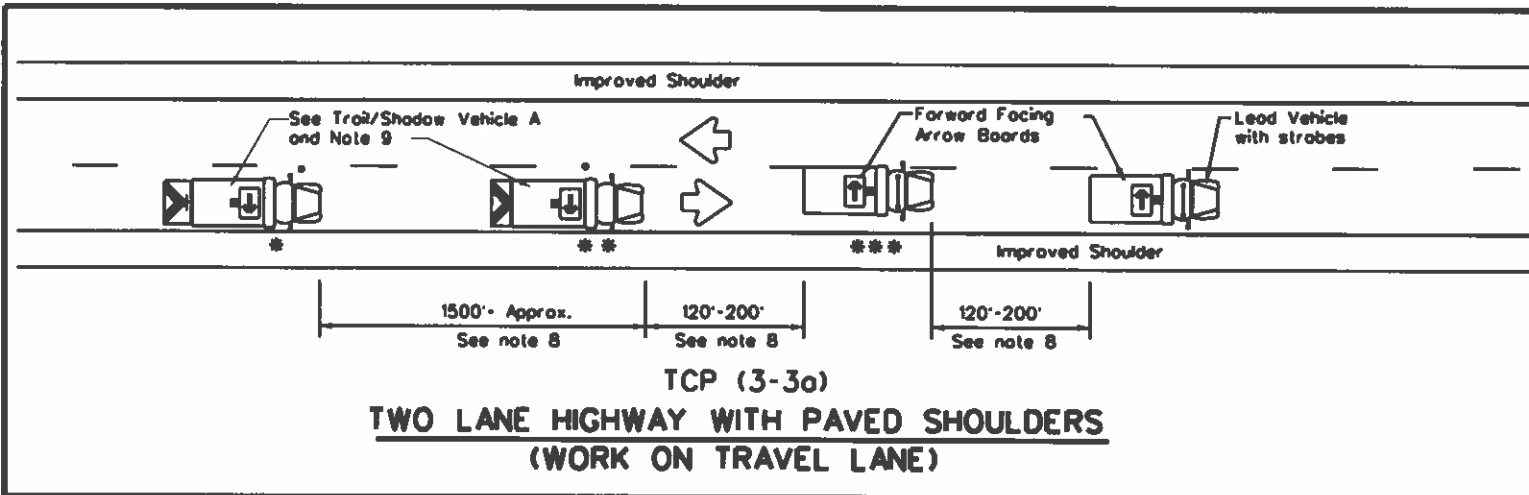 Improved Shoulder
See Trail/Shadow Vehicle A
and Note 9
Forward Facing
Arrow Boards
Lead Vehicle
with strobes
*
* *
***
Improved Shoulder
1500'- Approx.
See note 8
120'-200'
See note 8
120'-200'
See note 8
TCP (3-3a)
TWO LANE HIGHWAY WITH PAVED SHOULDERS
(WORK ON TRAVEL LANE)